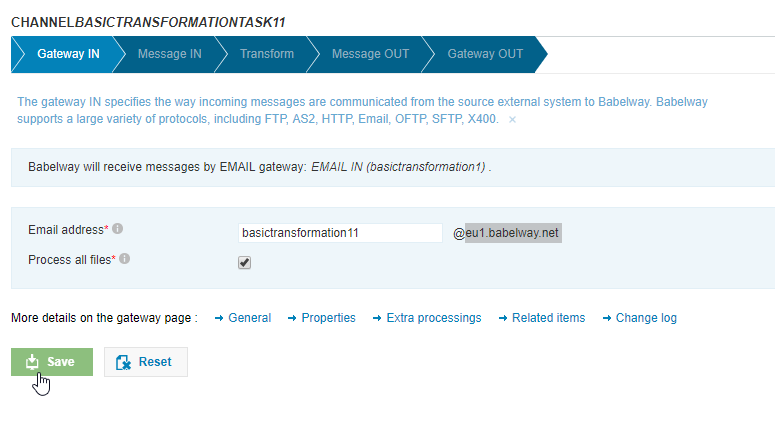 CHANNELBASICTRANSFORMATIONTASK11
Gateway IN Message IN Transform Message OUT Gateway OUT
The gateway IN specifies the way incoming messages are communicated from the source external system to Babelway. Babelway
supports a large variety of protocols, including FTP, AS2, HTTP, Email, OFTP, SFTP, X400. ×
Babelway will receive messages by EMAIL gateway: EMAIL IN (basictransformation1) .
Email address* basictransformation11 @eu1.babelway.net
Process all files*
More details on the gateway page : General Properties Extra processings Related items Change log
Save Reset